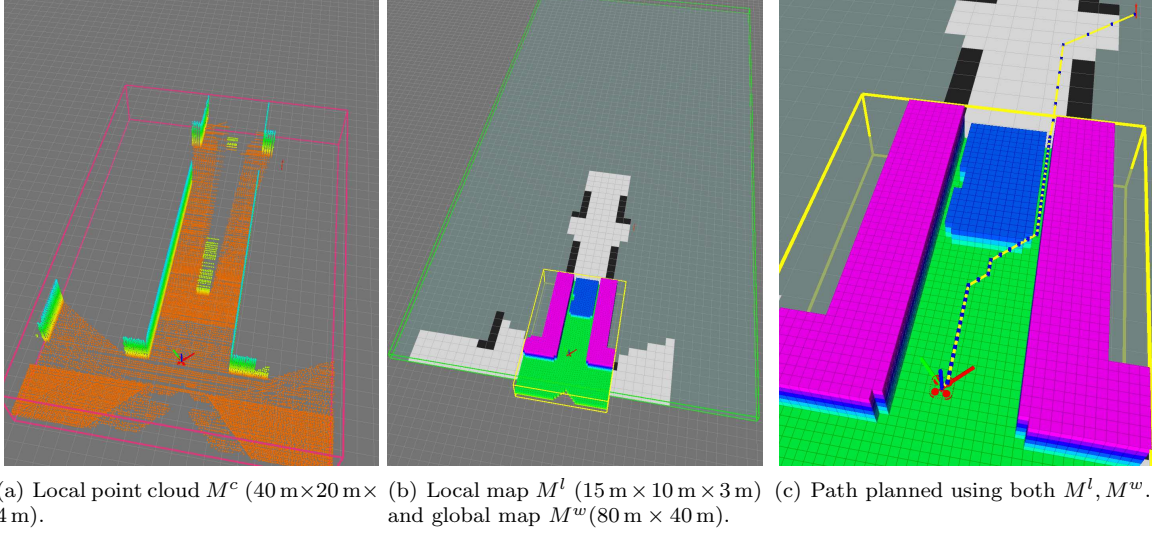 (a) Local point cloud M^c (40 m×20 m×
4 m).
(b) Local map M^l (15 m × 10 m × 3 m)
and global map M^w(80 m × 40 m).
(c) Path planned using both M^l, M^w.